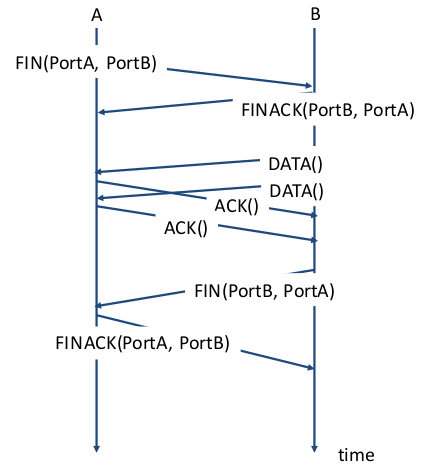 A
B
FIN(PortA, PortB)
FINACK(PortB, PortA)
DATA()
DATA()
ACK()
ACK()
FIN(PortB, PortA)
FINACK(PortA, PortB)
time